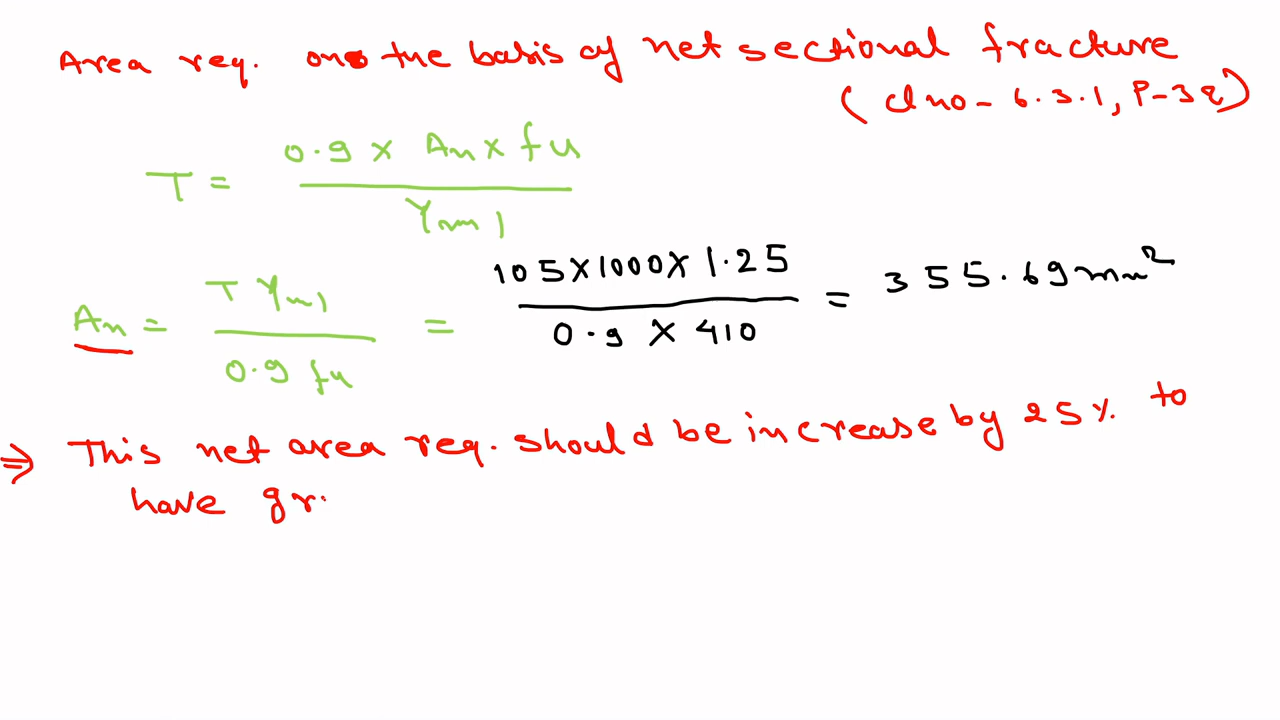 Area req. on the basis of net sectional fracture
(cl no - 6.3.1, P-32)
T = 0.9 x An x fu / γm1
An = T γm1 / 0.9 fu = 105 x 1000 x 1.25 / 0.9 x 410 = 355.69 mm²
⇒ This net area req. should be increase by 25% to
have gr